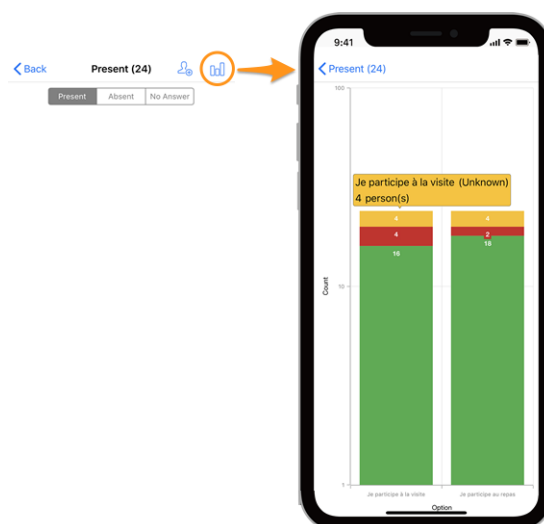 Back
Present (24)
Present
Absent
No Answer
9:41
Present (24)
100
Je participe à la visite (Unknown)
4 person(s)
4
4
4
2
16
18
Count
10
1
Je participe à la visite
Je participe au repas
Option